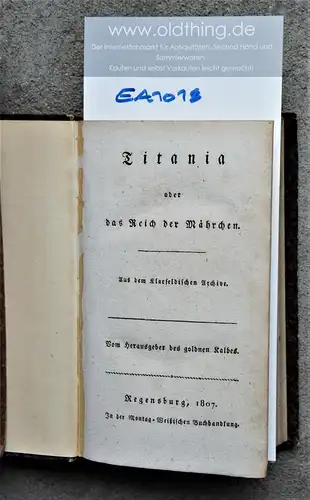 www.oldthing.de
Der Internetflohmarkt für Antiquitäten, Second Hand und
Sammlerwaren
Kaufen und selbst Verkaufen leicht gemacht!
EA1018
Titania
oder
das Reich der Mährchen.
Aus dem Klarfeldischen Archive.
Vom Herausgeber des goldnen Kalbes.
Regensburg, 1807.
In der Montag-Weißischen Buchhandlung.